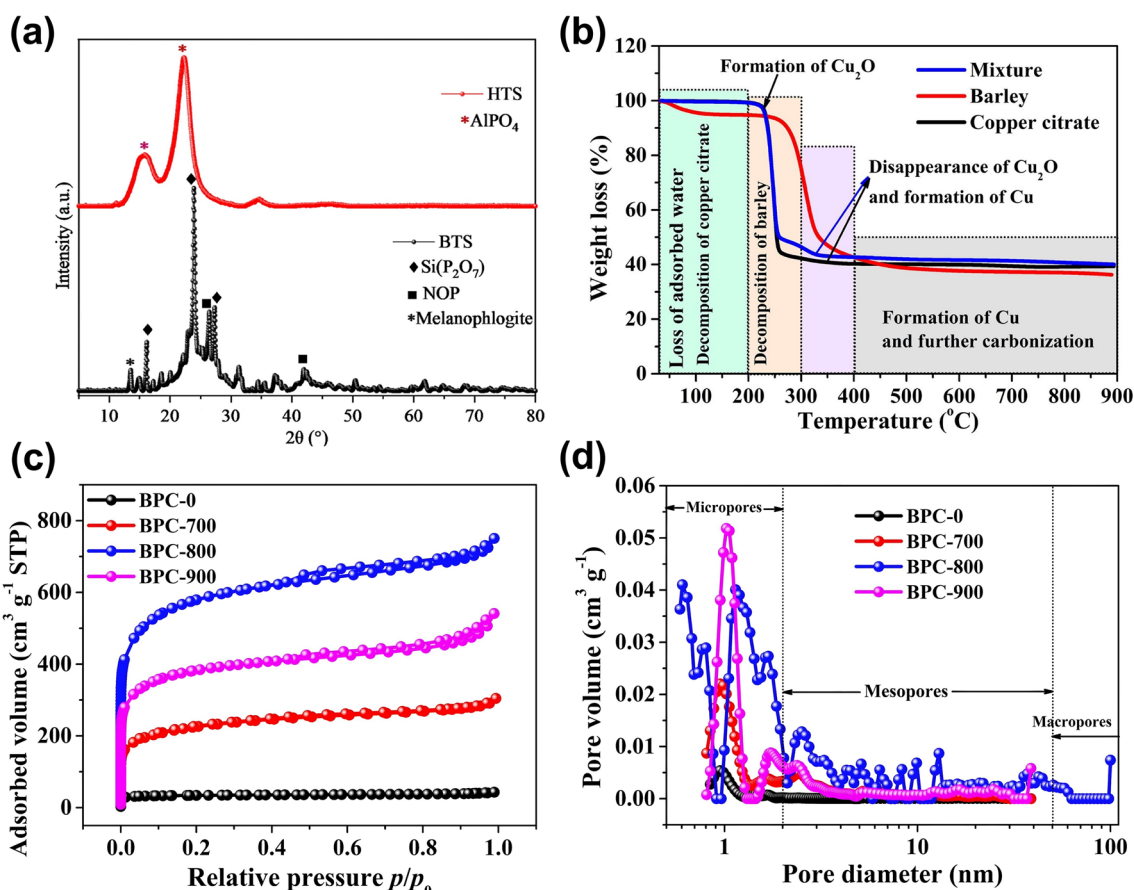 (a)
HTS
*AlPO4
BTS
◆ Si(P2O7)
■ NOP
*Melanophlogite
Intensity (a.u.)
10 20 30 40 50 60 70 80
2θ (°)
(b)
120
100
80
60
40
20
0
Weight loss (%)
Formation of Cu2O
Mixture
Barley
Copper citrate
Disappearance of Cu2O
and formation of Cu
Loss of adsorbed water
Decomposition of copper citrate
Decomposition of barley
Formation of Cu
and further carbonization
100 200 300 400 500 600 700 800 900
Temperature (°C)
(c)
800
600
400
200
0
Adsorbed volume (cm3 g-1 STP)
BPC-0
BPC-700
BPC-800
BPC-900
0.0 0.2 0.4 0.6 0.8 1.0
Relative pressure p/p0
(d)
0.06
0.05
0.04
0.03
0.02
0.01
0.00
Pore volume (cm3 g-1)
Micropores
BPC-0
BPC-700
BPC-800
BPC-900
Mesopores
Macropores
1 10 100
Pore diameter (nm)